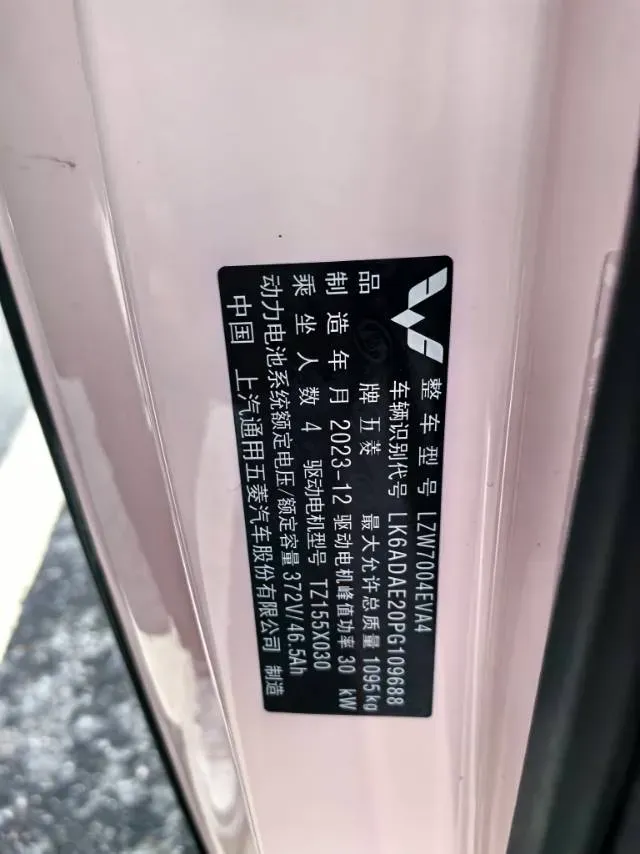 整车型号 LZW7004EVA4
车辆识别代号 LK6ADAE20PG109688
品牌 五菱 最大允许总质量 1095kg
制造年月 2023-12 驱动电机峰值功率 30 kW
乘坐人数 4 驱动电机型号 TZ155X030
动力电池系统额定电压/额定容量 372V/46.5Ah
中国 上汽通用五菱汽车股份有限公司 制造